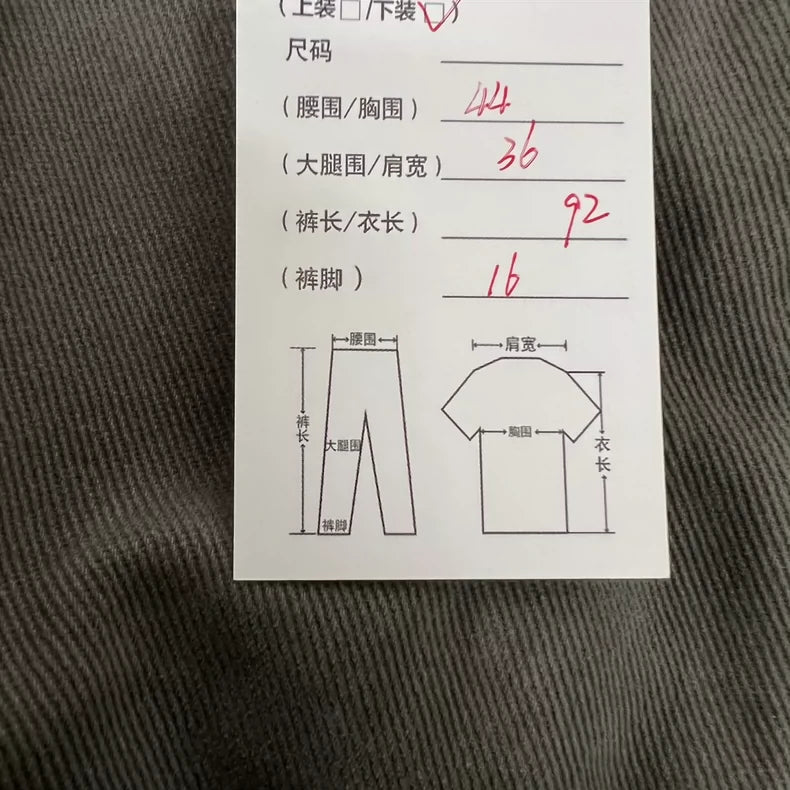 (上装□/下装☑)
尺码
(腰围/胸围) 44
(大腿围/肩宽) 36
(裤长/衣长) 92
(裤脚) 16
腰围
裤长
大腿围
裤脚
肩宽
胸围
衣长